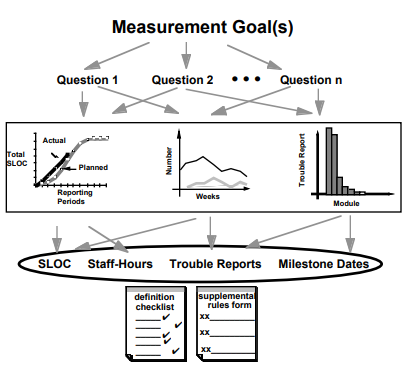 Measurement Goal(s)
Question 1 Question 2 • • • Question n
Actual
Total
SLOC
Planned
Reporting
Periods
Number
Weeks
Trouble Report
Module
SLOC Staff-Hours Trouble Reports Milestone Dates
definition
checklist
supplemental
rules form
xx
xx
xx